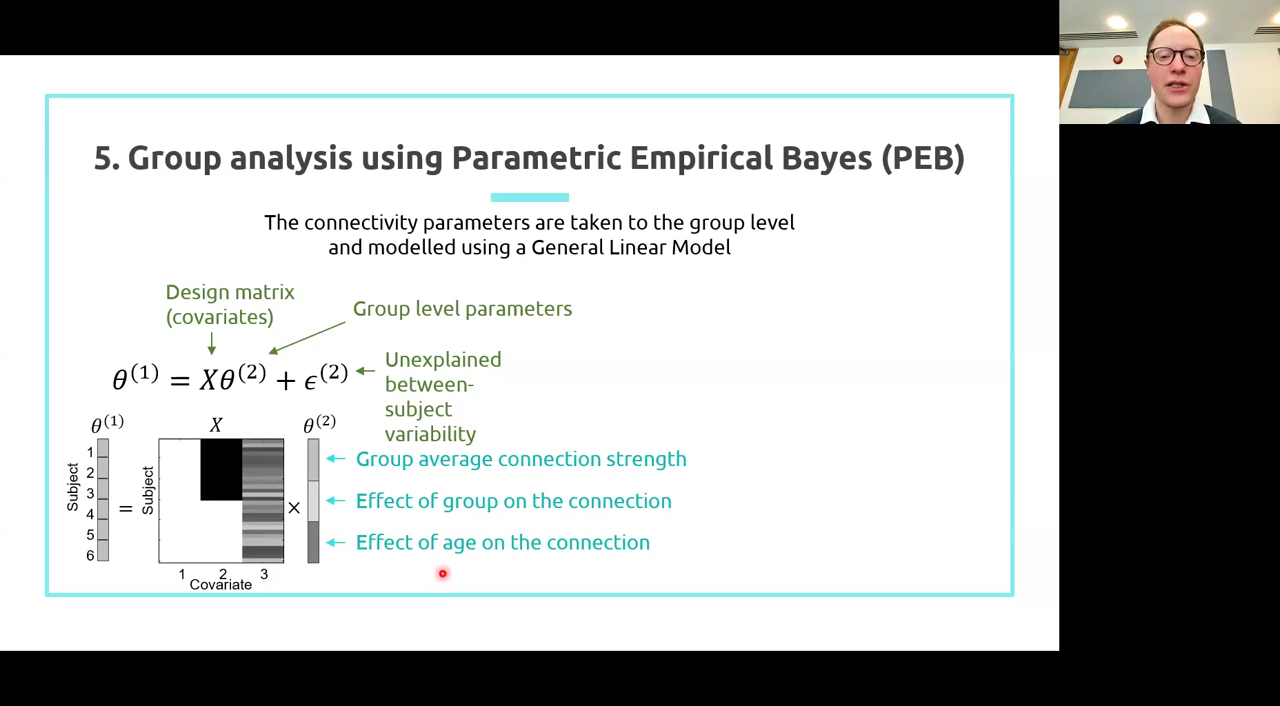 5. Group analysis using Parametric Empirical Bayes (PEB)
The connectivity parameters are taken to the group level
and modelled using a General Linear Model
Design matrix
(covariates)
Group level parameters
θ⁽¹⁾ = Xθ⁽²⁾ + ϵ⁽²⁾
Unexplained
between-
subject
variability
θ⁽¹⁾
X
θ⁽²⁾
Subject
1
2
3
4
5
6
=
Subject
×
1 2 3
Covariate
Group average connection strength
Effect of group on the connection
Effect of age on the connection